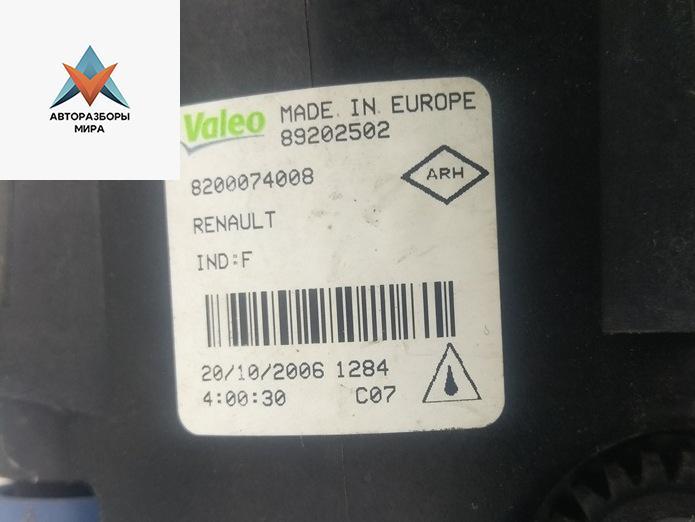 АВТОРАЗБОРЫ
МИРА
Valeo MADE IN EUROPE
89202502
8200074008
ARH
RENAULT
IND:F
20/10/2006 1284
4:00:30 C07